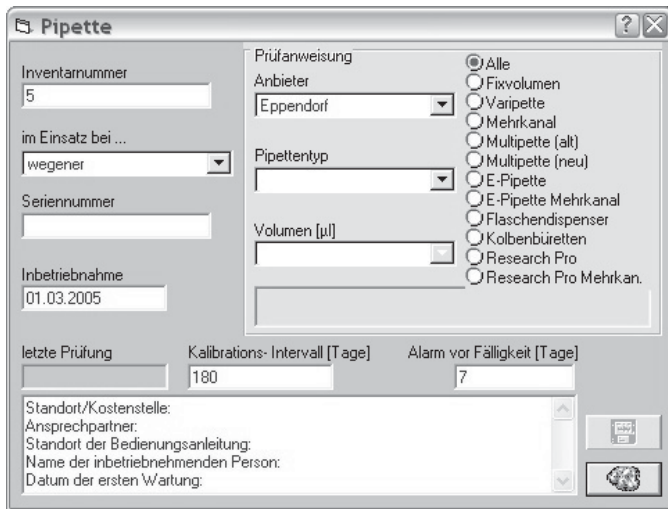 Pipette
Inventarnummer
5
im Einsatz bei ...
wegener
Seriennummer
Inbetriebnahme
01.03.2005
Prüfanweisung
Anbieter
Eppendorf
Pipettentyp
Volumen [µl]
Alle
Fixvolumen
Varipette
Mehrkanal
Multipette (alt)
Multipette (neu)
E-Pipette
E-Pipette Mehrkanal
Flaschendispenser
Kolbenbüretten
Research Pro
Research Pro Mehrkan.
letzte Prüfung
Kalibrations- Intervall [Tage]
180
Alarm vor Fälligkeit [Tage]
7
Standort/Kostenstelle:
Ansprechpartner:
Standort der Bedienungsanleitung:
Name der inbetriebnehmenden Person:
Datum der ersten Wartung: